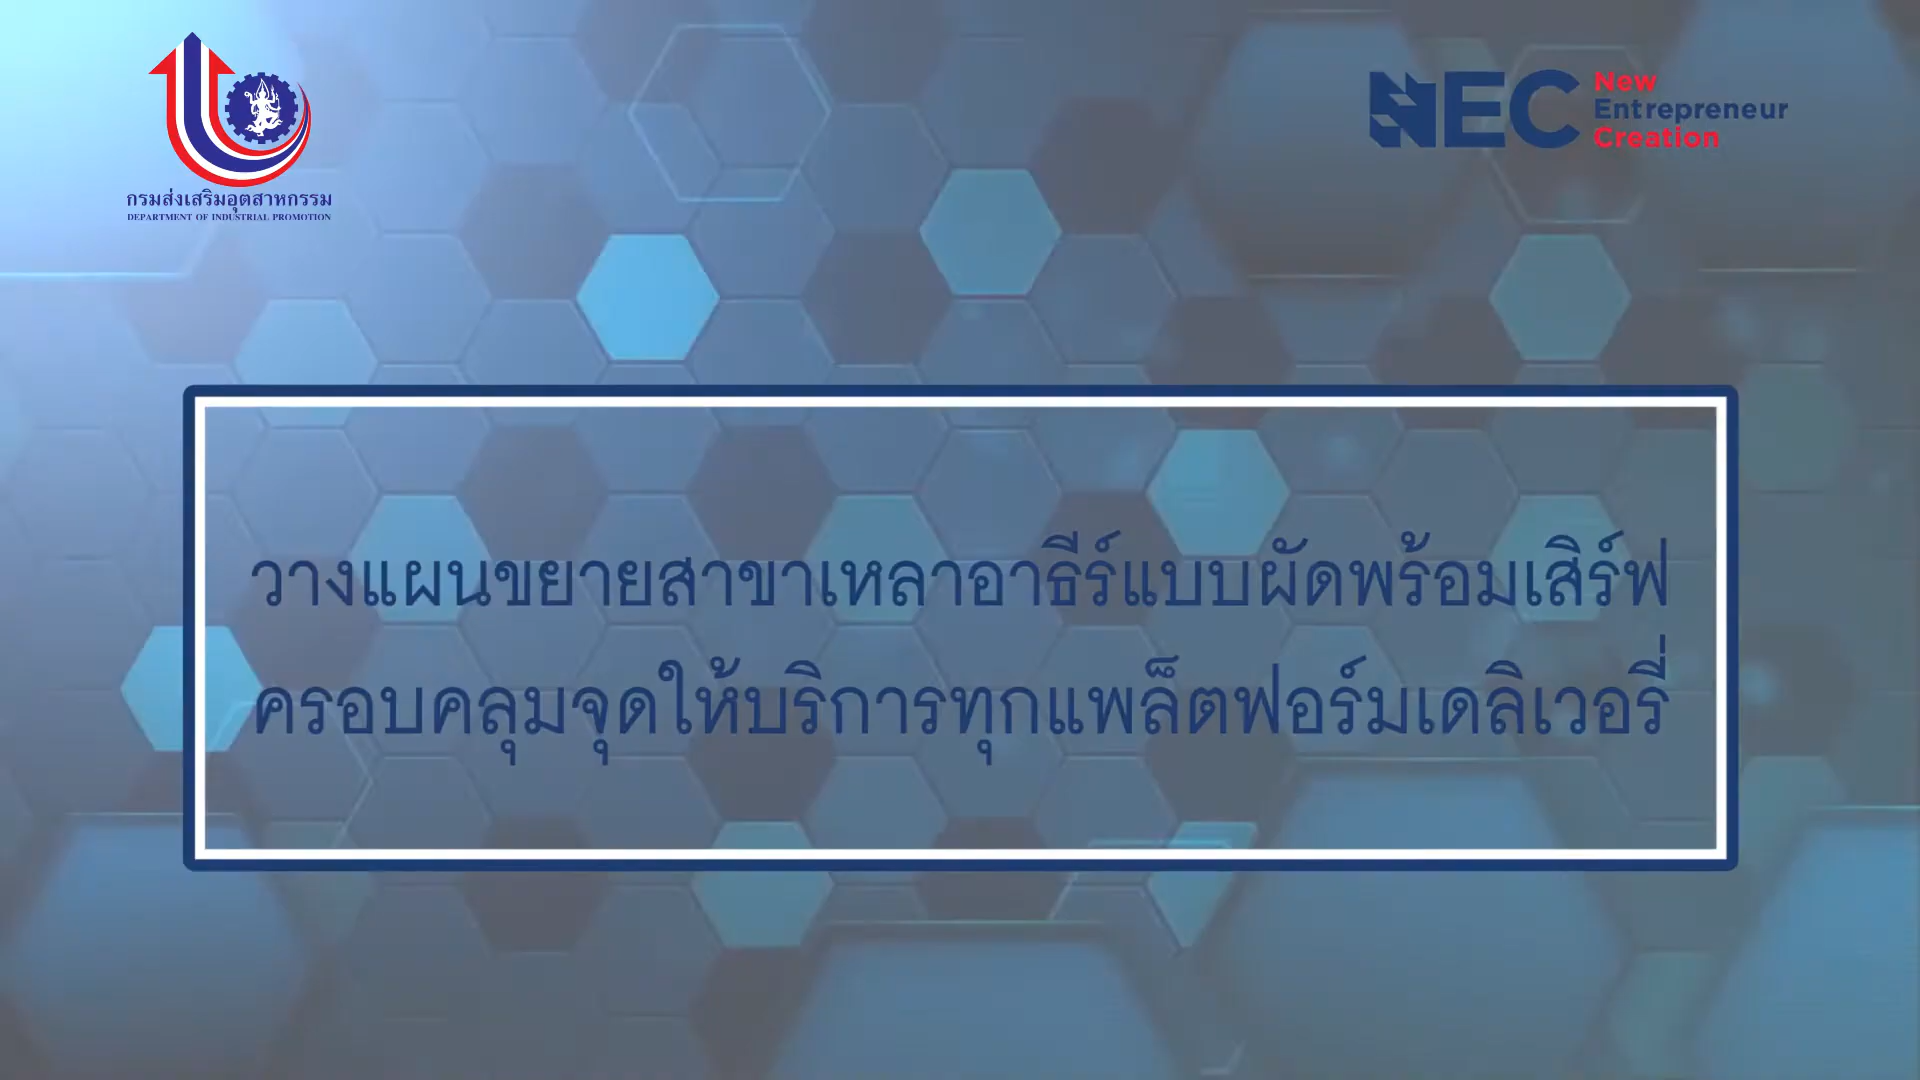 กรมส่งเสริมอุตสาหกรรม
DEPARTMENT OF INDUSTRIAL PROMOTION
NEC New Entrepreneur Creation
วางแผนขยายสาขาเหลาอาธีร์แบบผัดพร้อมเสิร์ฟ
ครอบคลุมจุดให้บริการทุกแพล็ตฟอร์มเดลิเวอรี่